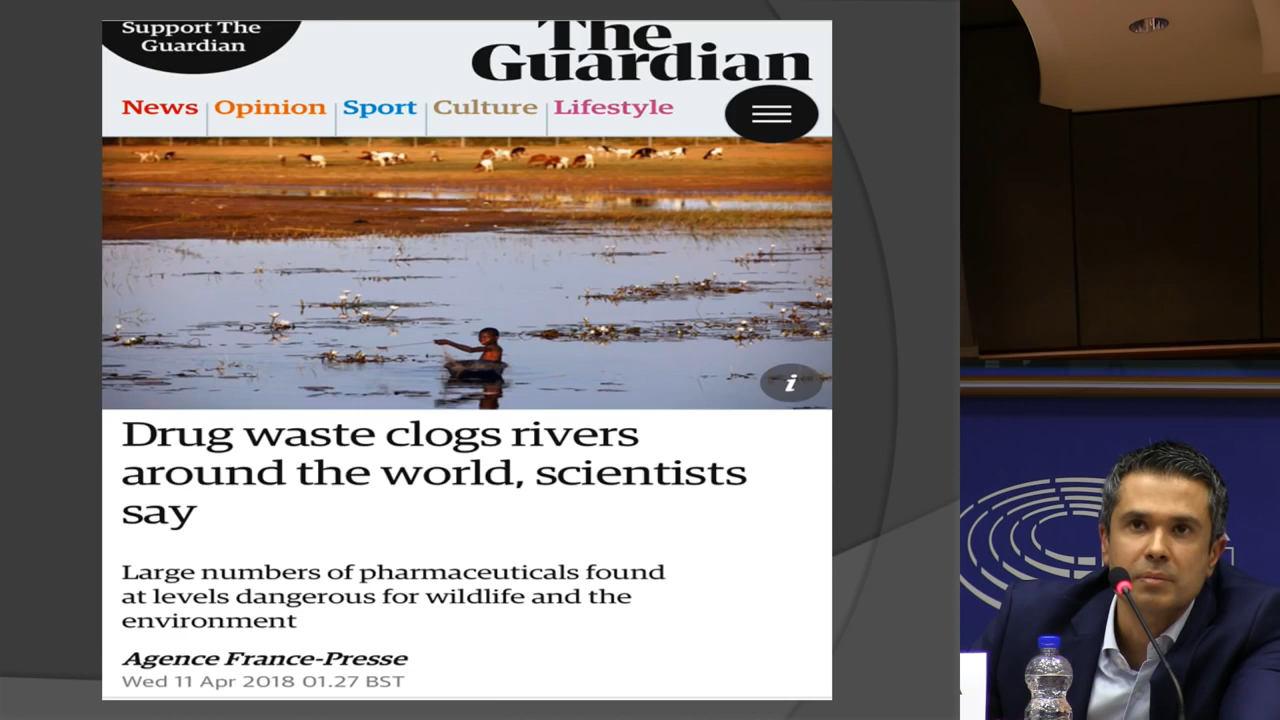 Support The
Guardian
The
Guardian
News Opinion Sport Culture Lifestyle
i
Drug waste clogs rivers
around the world, scientists
say
Large numbers of pharmaceuticals found
at levels dangerous for wildlife and the
environment
Agence France-Presse
Wed 11 Apr 2018 01.27 BST
A